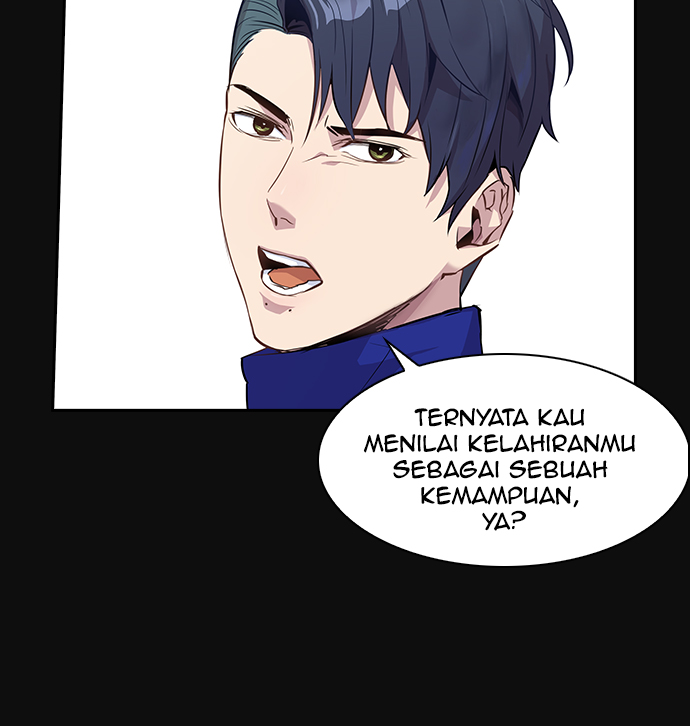 TERNYATA KAU
MENILAI KELAHIRANMU
SEBAGAI SEBUAH
KEMAMPUAN,
YA?